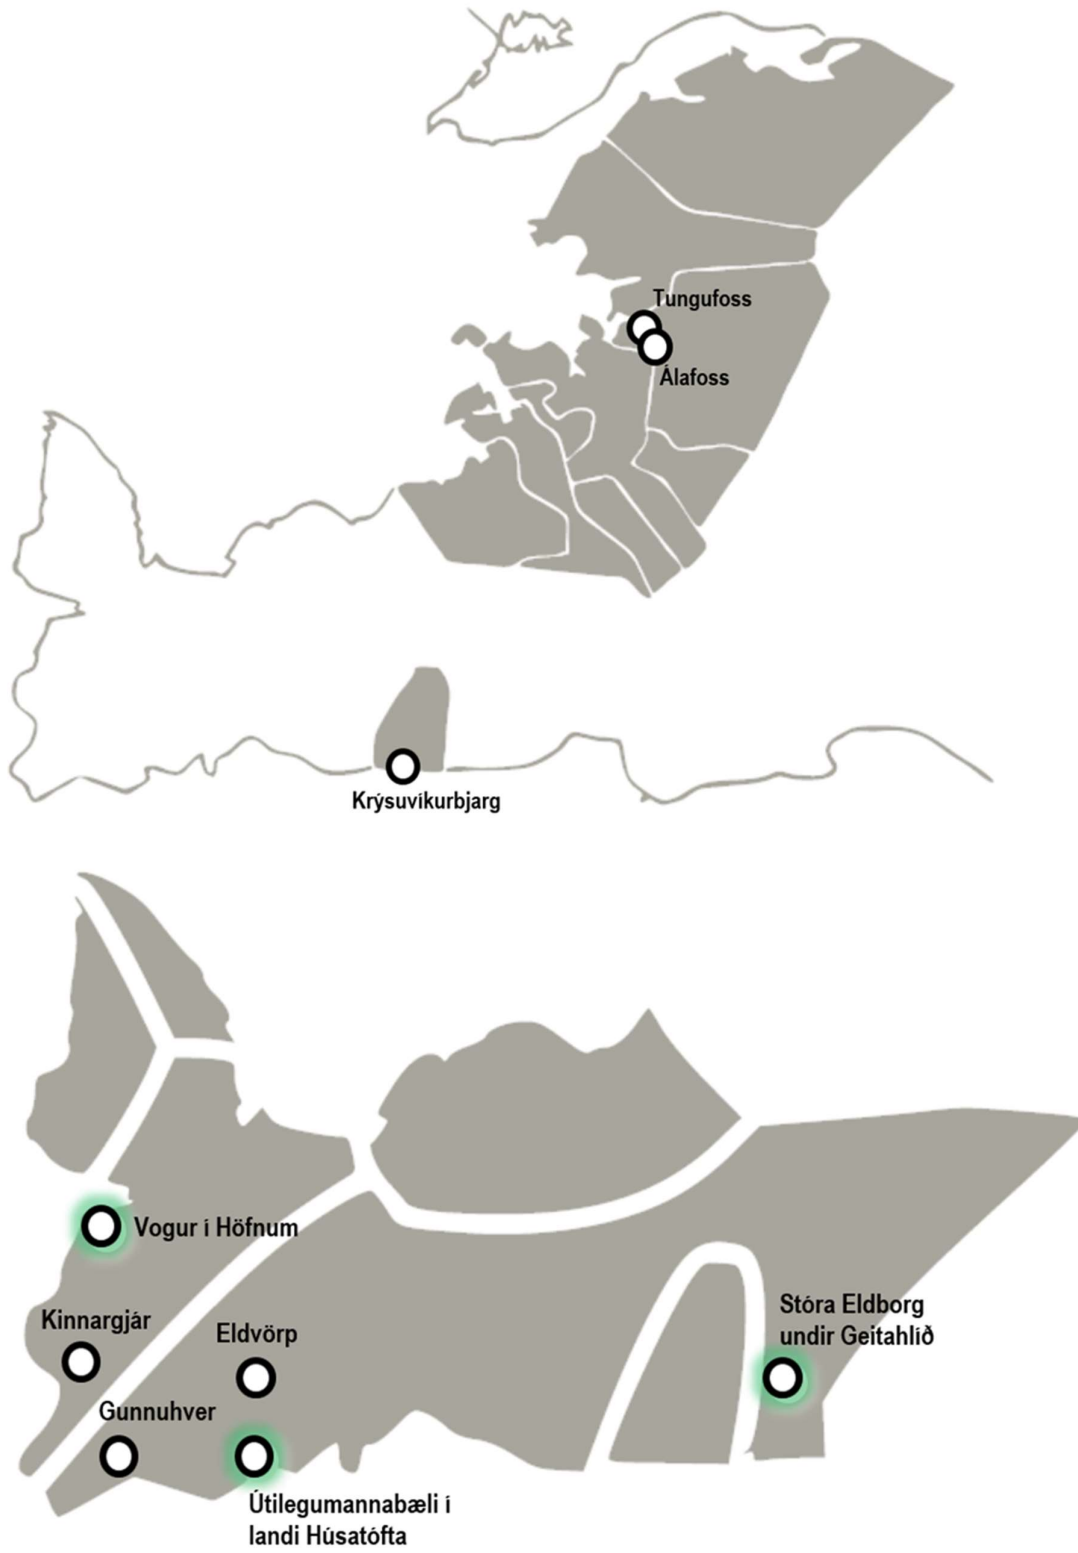 Tungufoss
Álafoss
Krýsuvíkurbjarg
Vogur í Höfnum
Kinnargjár
Eldvörp
Stóra Eldborg
undir Geitahlíð
Gunnuhver
Útilegumannabæli í
landi Húsatófta